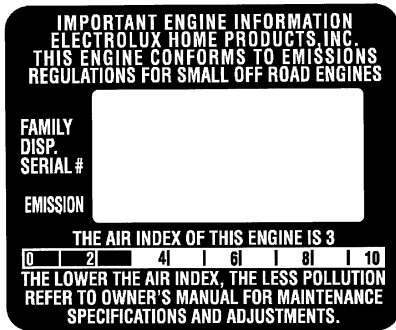 IMPORTANT ENGINE INFORMATION
ELECTROLUX HOME PRODUCTS, INC.
THIS ENGINE CONFORMS TO EMISSIONS
REGULATIONS FOR SMALL OFF ROAD ENGINES
FAMILY
DISP.
SERIAL #
EMISSION
THE AIR INDEX OF THIS ENGINE IS 3
0 2 4 6 8 10
THE LOWER THE AIR INDEX, THE LESS POLLUTION
REFER TO OWNER'S MANUAL FOR MAINTENANCE
SPECIFICATIONS AND ADJUSTMENTS.